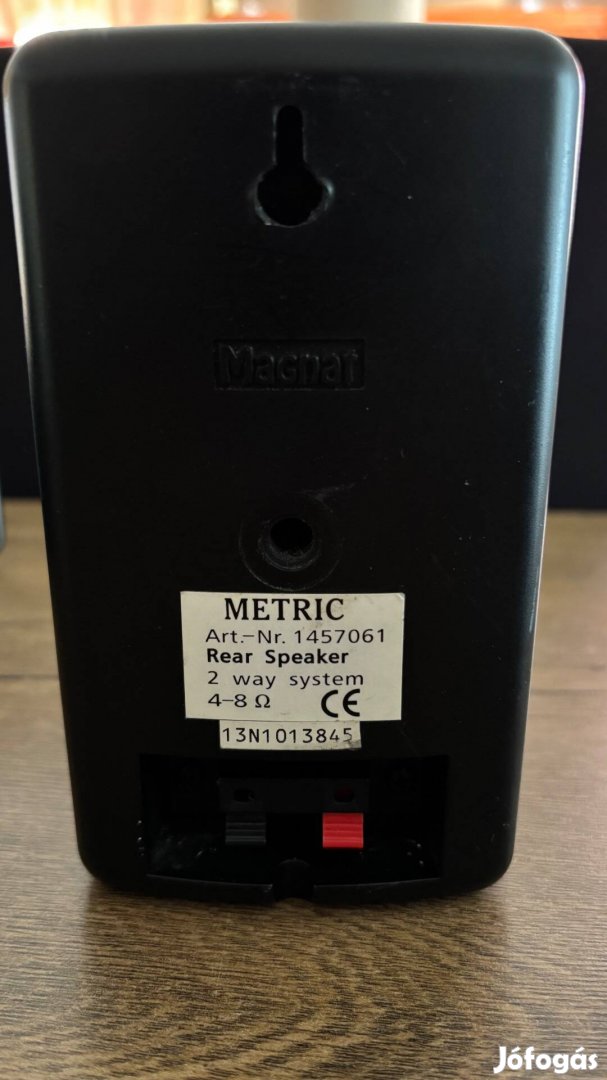 Magnat
METRIC
Art.-Nr. 1457061
Rear Speaker
2 way system
4-8 Ω CE
13N1013845
Jófogás